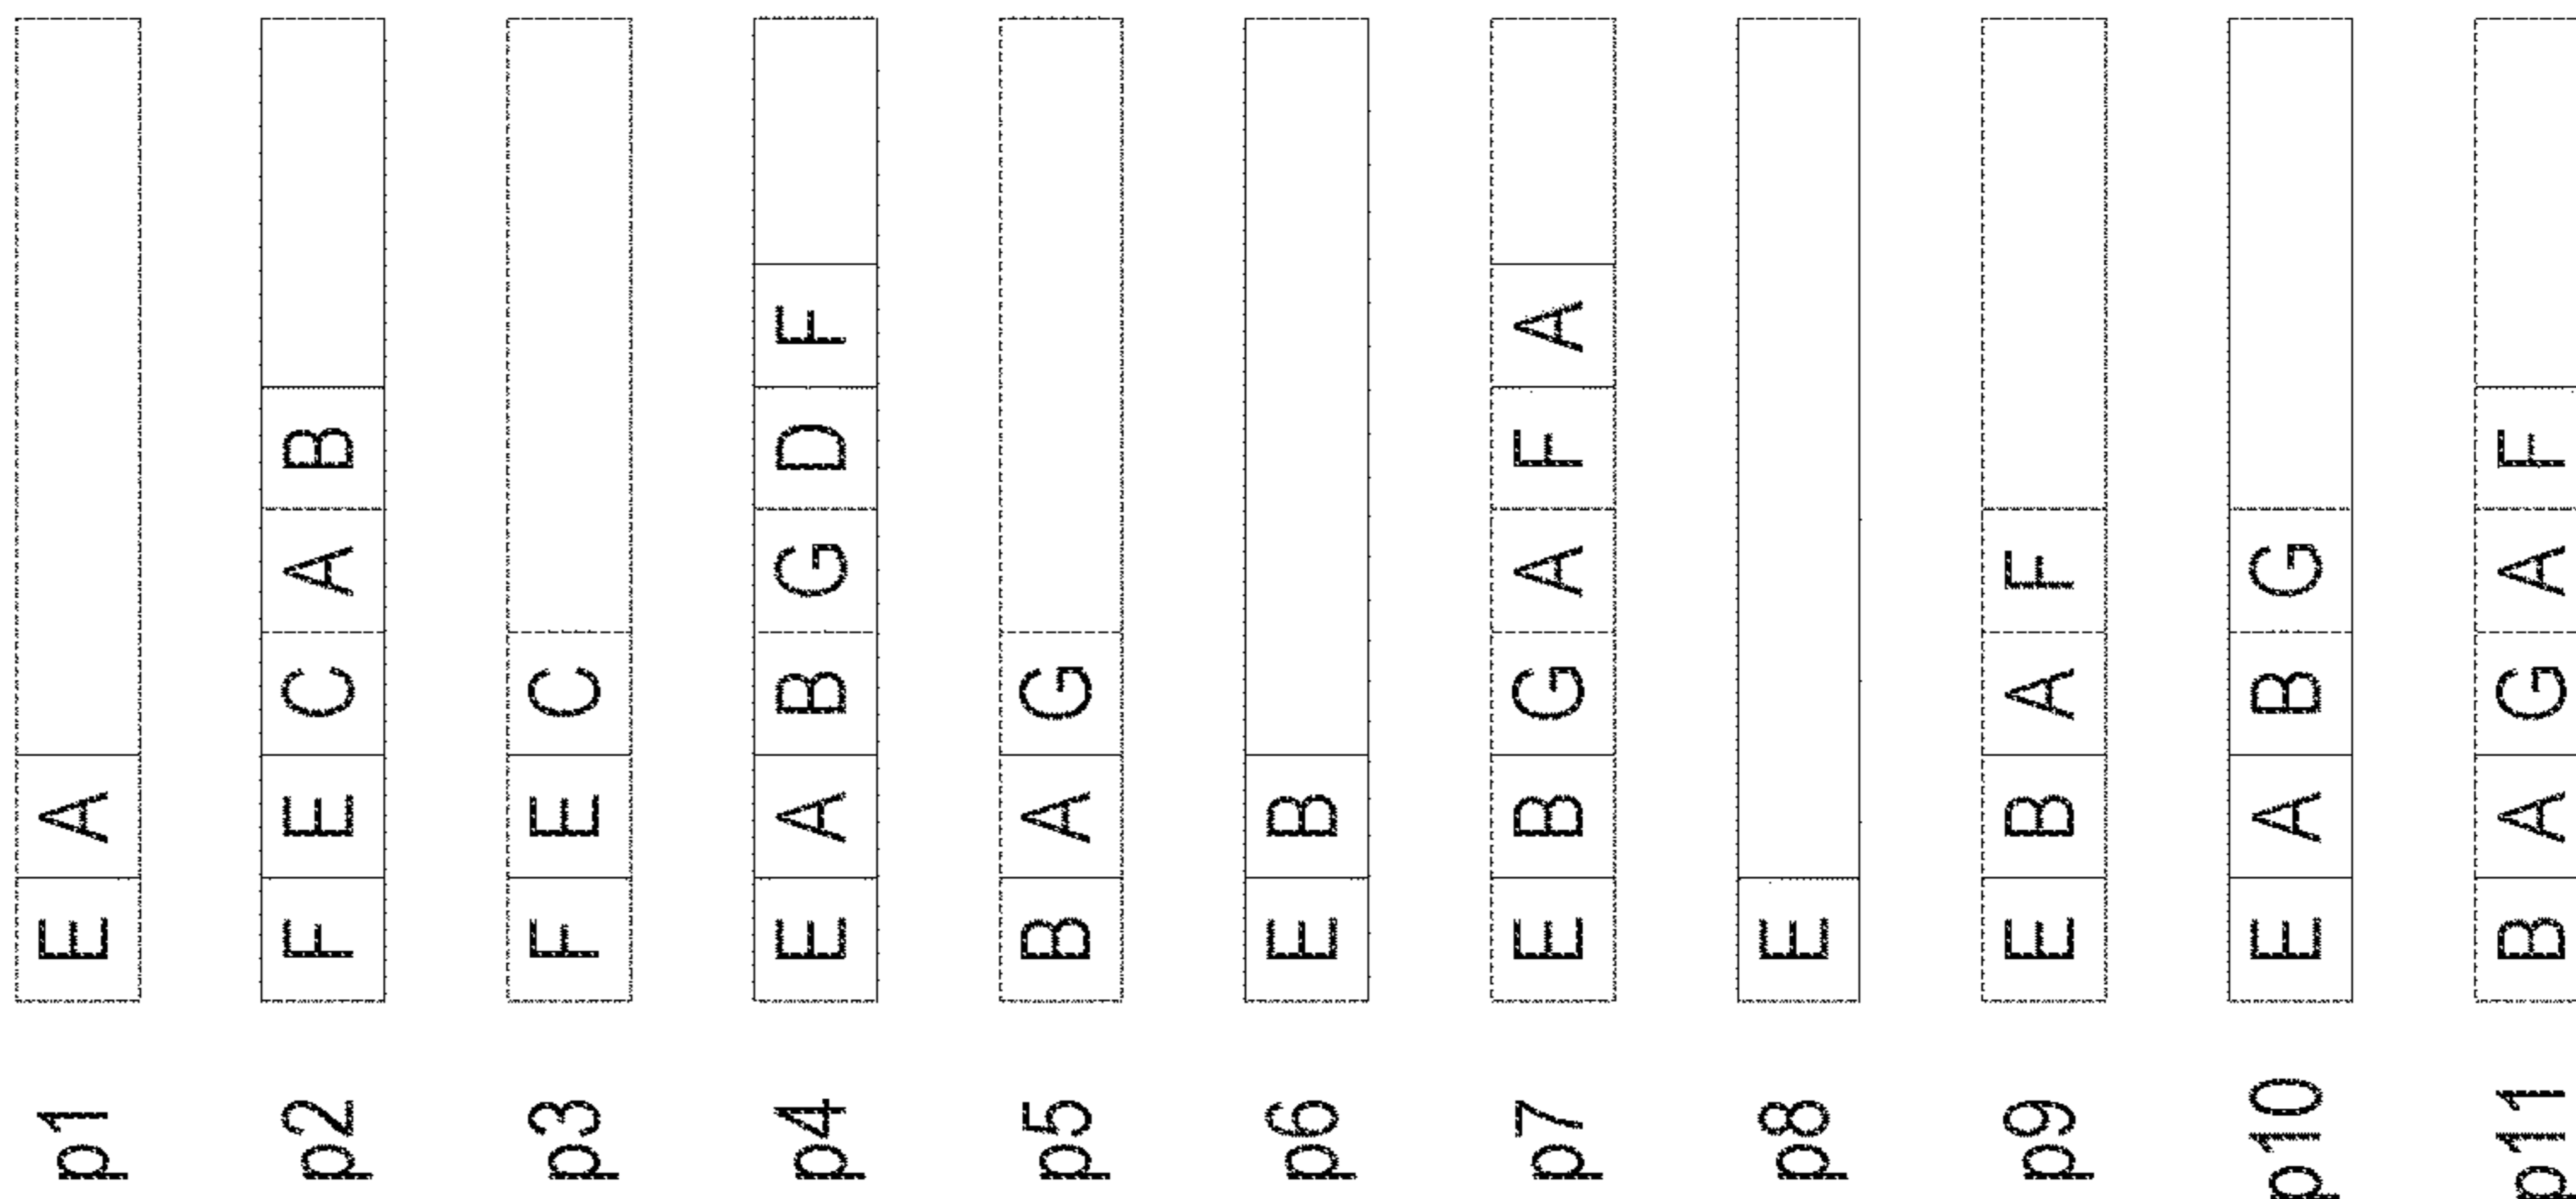 p1 E A
p2 F E C A B
p3 F E C
p4 E A B G D F
p5 B A G
p6 E B
p7 E B G A F A
p8 E
p9 E B A F
p10 E A B G
p11 B A G A F